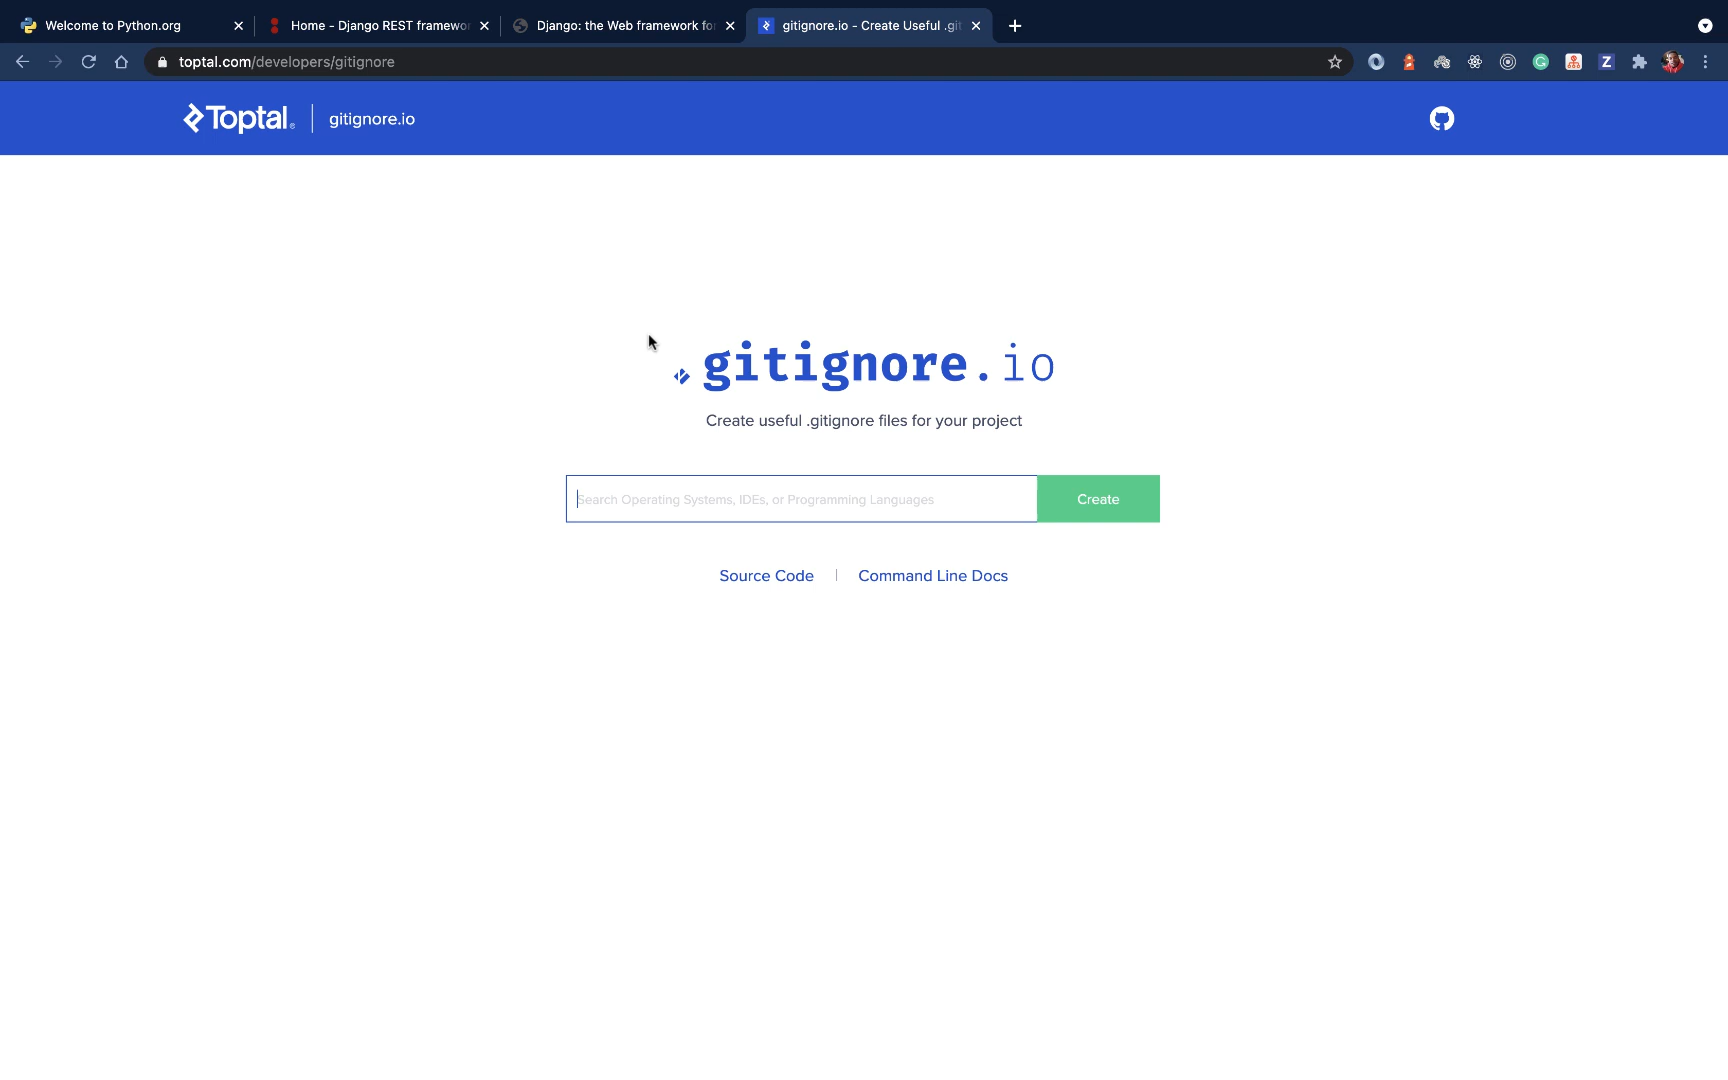 Welcome to Python.org
Home - Django REST framewor
Django: the Web framework for
gitignore.io - Create Useful .git
toptal.com/developers/gitignore
Toptal
gitignore.io
.gitignore.io
Create useful .gitignore files for your project
Search Operating Systems, IDEs, or Programming Languages
Create
Source Code
Command Line Docs